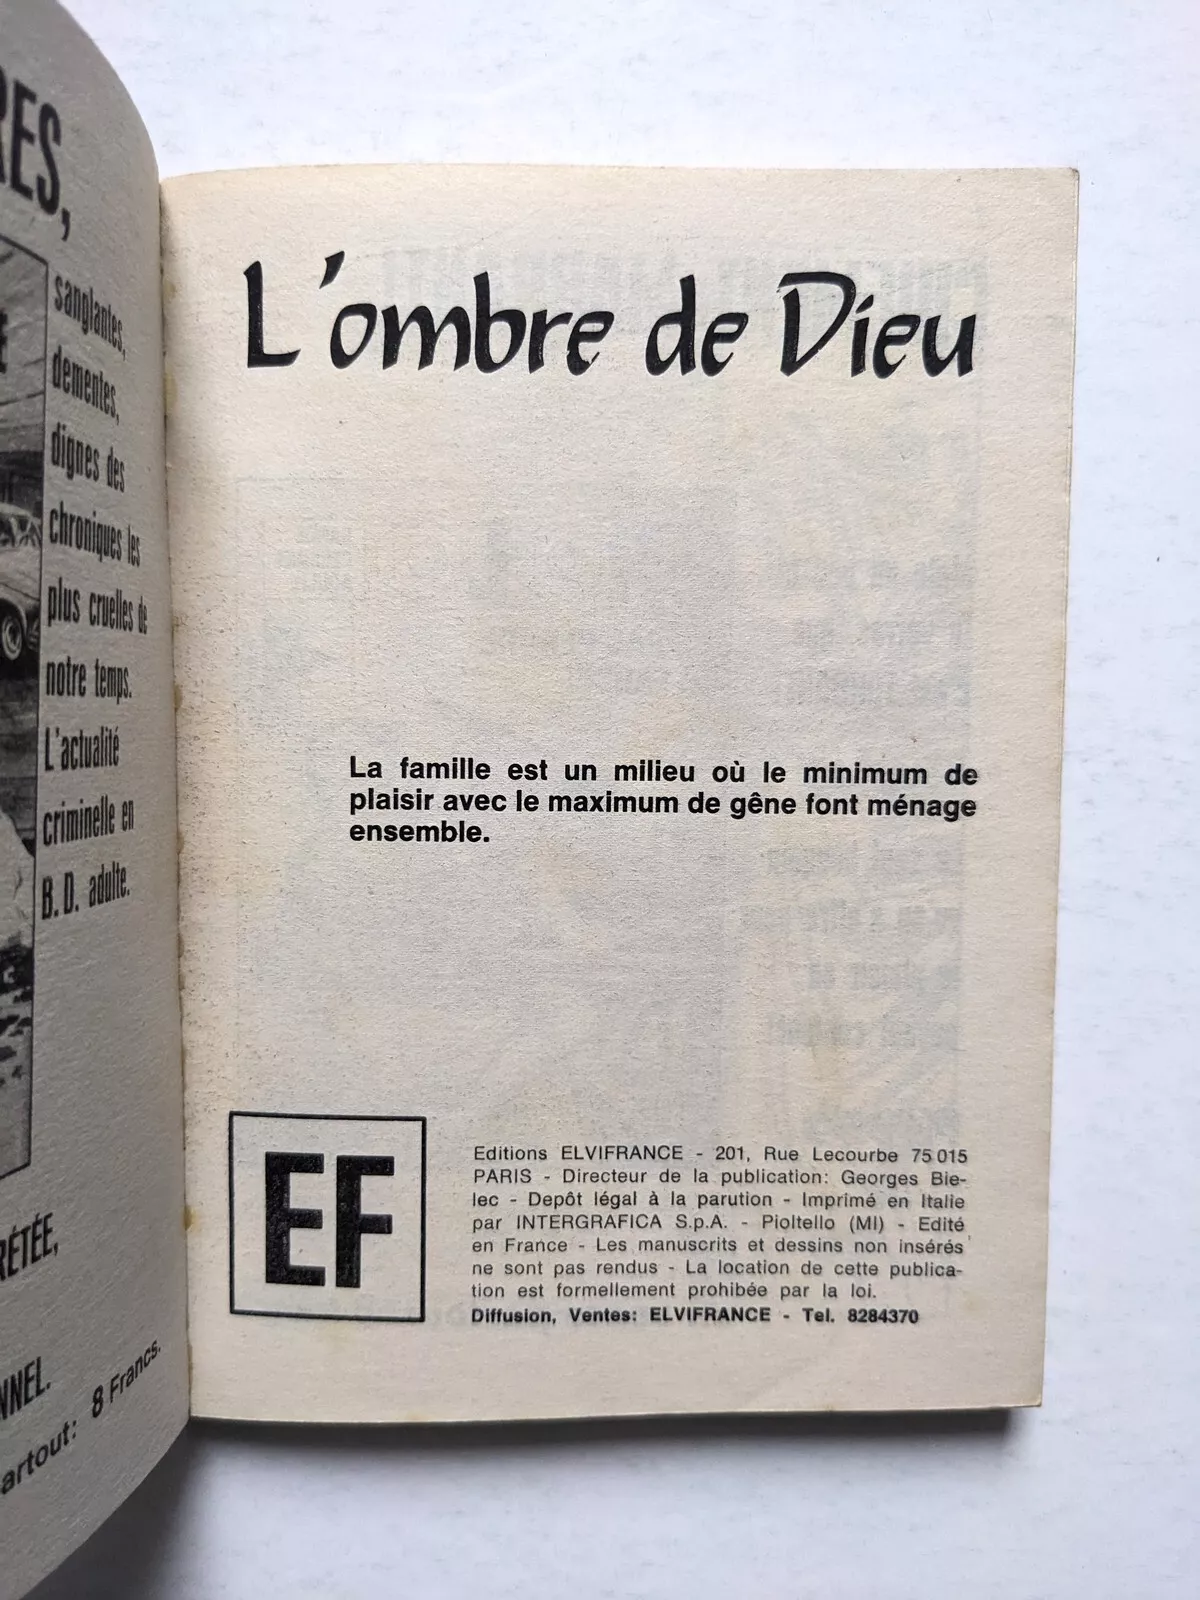 sanglantes,
dementes,
dignes des
chroniques les
plus cruelles de
notre temps.
L'actualité
criminelle en
B.D. adulte.
8 Francs.
L'ombre de Dieu
La famille est un milieu où le minimum de
plaisir avec le maximum de gêne font ménage
ensemble.
EF
Editions ELVIFRANCE - 201, Rue Lecourbe 75 015
PARIS - Directeur de la publication: Georges Bie-
lec - Depôt légal à la parution - Imprimé en Italie
par INTERGRAFICA S.p.A. - Pioltello (MI) - Edité
en France - Les manuscrits et dessins non insérés
ne sont pas rendus - La location de cette publica-
tion est formellement prohibée par la loi.
Diffusion, Ventes: ELVIFRANCE - Tel. 8284370